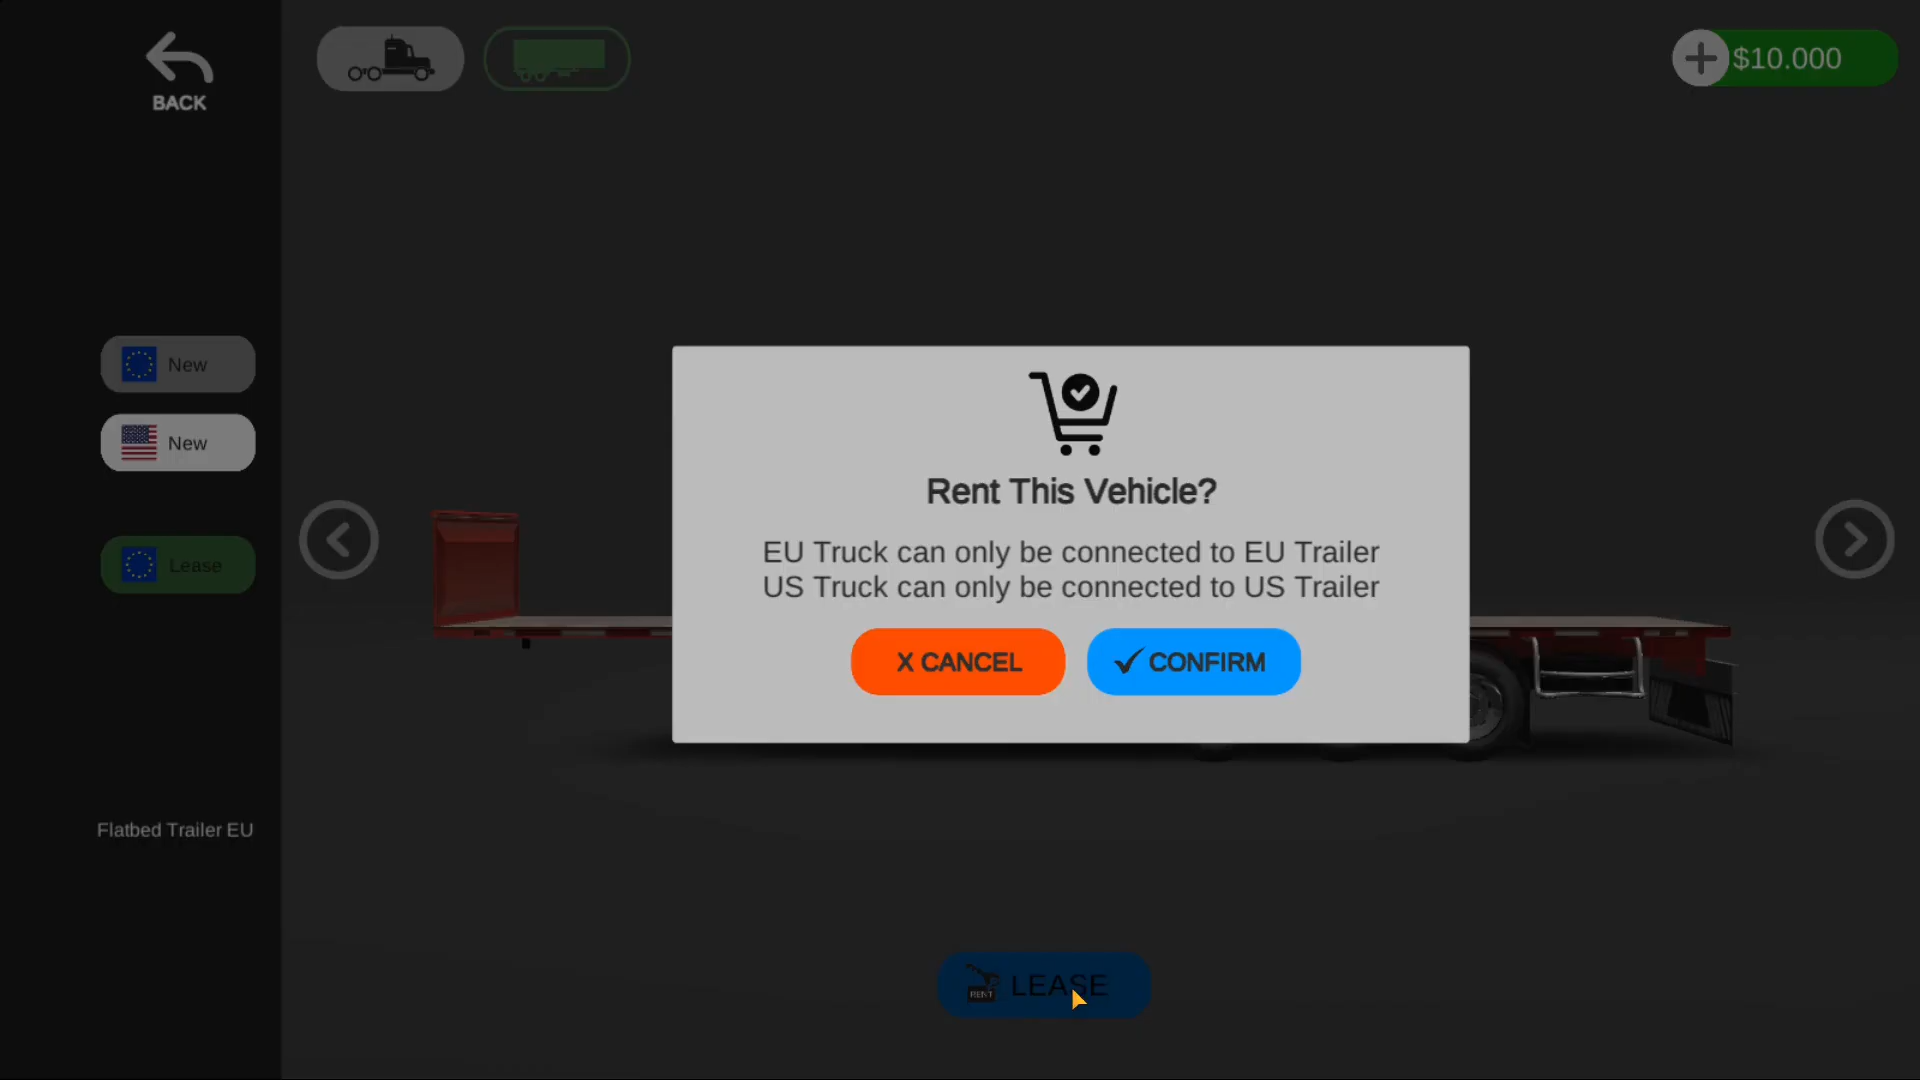 BACK
$10.000
New
New
Lease
Flatbed Trailer EU
Rent This Vehicle?
EU Truck can only be connected to EU Trailer
US Truck can only be connected to US Trailer
X CANCEL
CONFIRM
RENT
LEASE